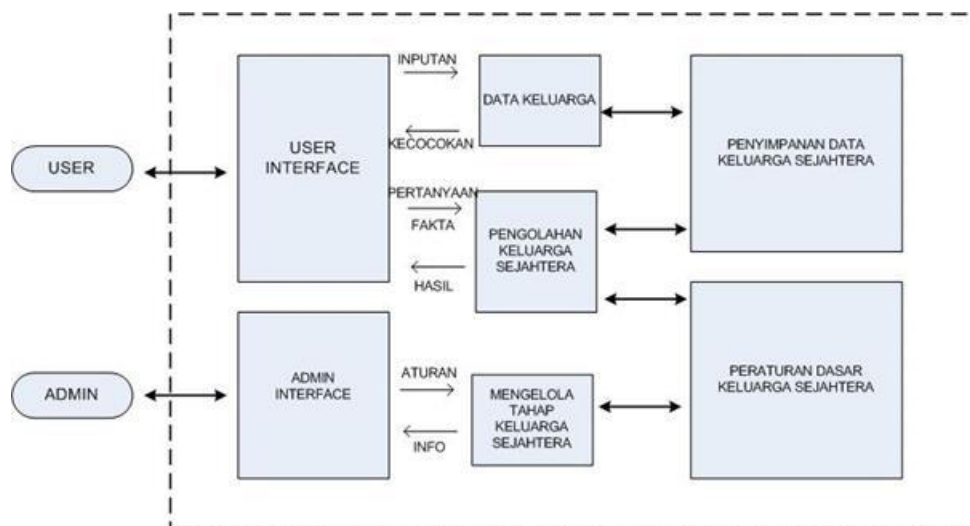 USER
ADMIN
USER
INTERFACE
ADMIN
INTERFACE
INPUTAN
KECOCOKAN
PERTANYAAN
FAKTA
HASIL
ATURAN
INFO
DATA KELUARGA
PENGOLAHAN
KELUARGA
SEJAHTERA
MENGELOLA
TAHAP
KELUARGA
SEJAHTERA
PENYIMPANAN DATA
KELUARGA SEJAHTERA
PERATURAN DASAR
KELUARGA SEJAHTERA